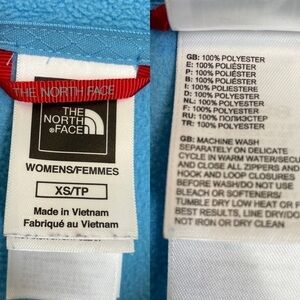 THE NORTH FACE
THE
NORTH
FACE
WOMENS/FEMMES
XS/TP
Made in Vietnam
Fabriqué au Vietnam
GB: 100% POLYESTER
E: 100% POLIÉSTER
P: 100% POLIÉSTER
B: 100% POLYESTER
I: 100% POLIESTERE
D: 100% POLYESTER
NL: 100% POLYESTER
F: 100% POLYESTER
RU: 100% ПОЛИЭСТЕР
TR: 100% POLYESTER
GB: MACHINE WASH
SEPARATELY ON DELICATE
CYCLE IN WARM WATER/SECU
AND CLOSE ALL ZIPPERS AND
HOOK AND LOOP CLOSURES
BEFORE WASH/DO NOT USE
BLEACH OR SOFTENERS/
TUMBLE DRY LOW HEAT OR F
BEST RESULTS, LINE DRY/DO
NOT IRON OR DRY CLEAN